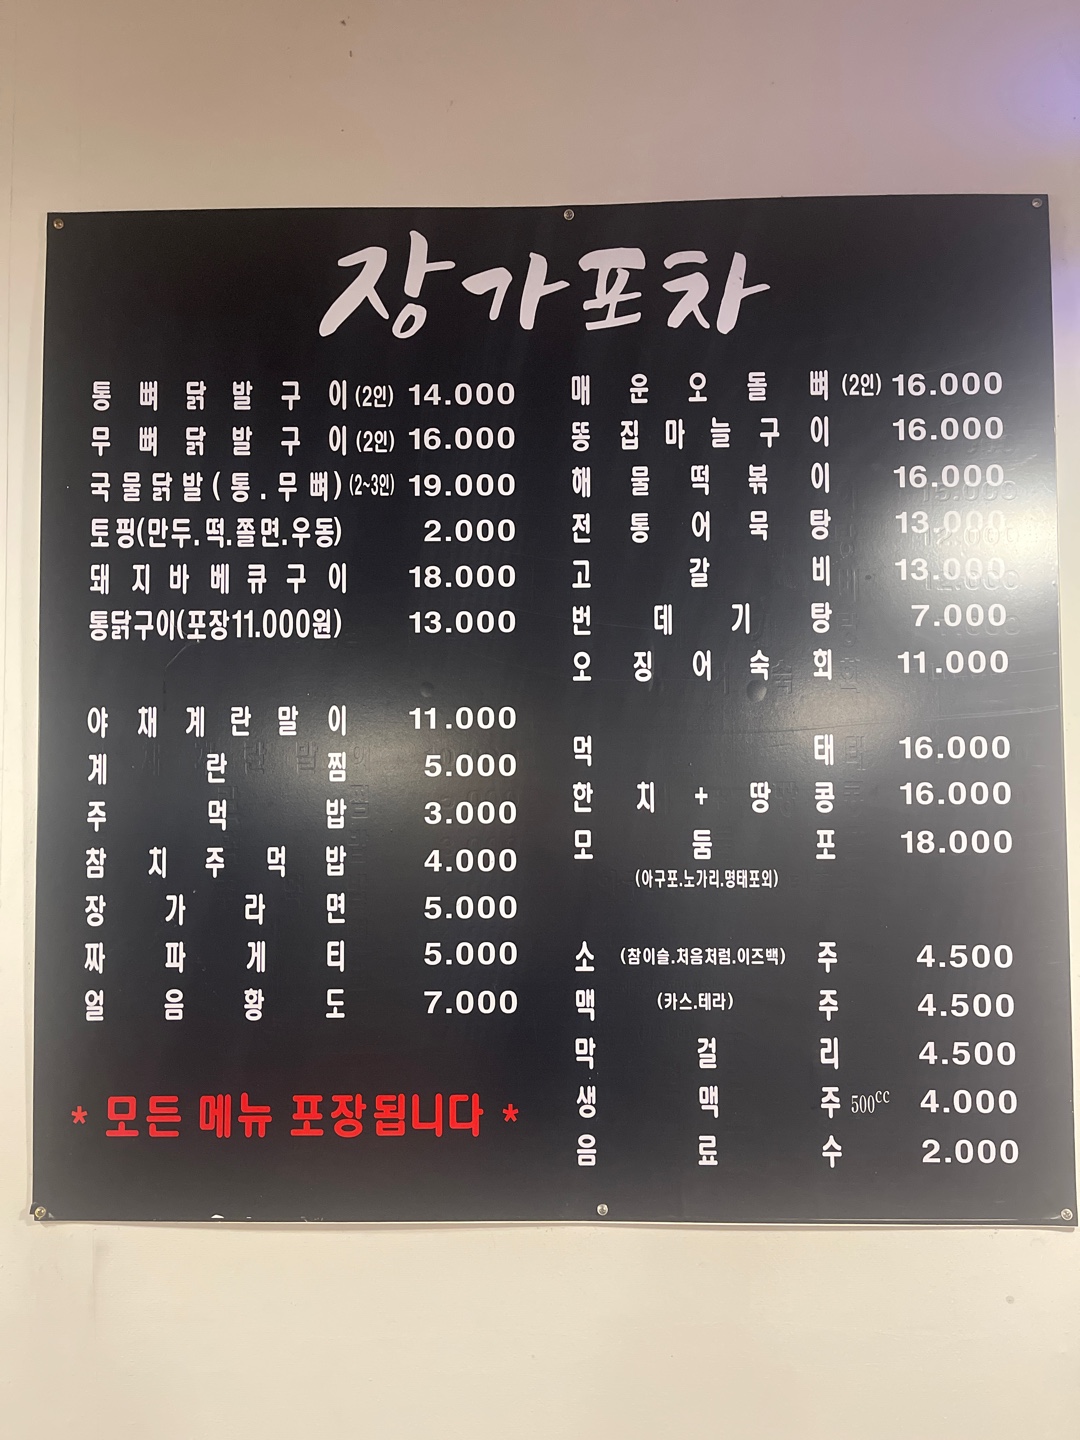 장가포차
통뼈닭발구이(2인) 14.000
무뼈닭발구이(2인) 16.000
국물닭발(통.무뼈)(2~3인) 19.000
토핑(만두.떡.쫄면.우동) 2.000
돼지바베큐구이 18.000
통닭구이(포장11.000원) 13.000
야채계란말이 11.000
계란찜 5.000
주먹밥 3.000
참치주먹밥 4.000
장가라면 5.000
짜파게티 5.000
얼음황도 7.000
* 모든 메뉴 포장됩니다 *
매운오돌뼈(2인) 16.000
똥집마늘구이 16.000
해물떡볶이 16.000
전통어묵탕 13.000
고갈비 13.000
번데기탕 7.000
오징어숙회 11.000
먹태 16.000
한치+땅콩 16.000
모둠포 18.000
(아구포.노가리.명태포외)
소(참이슬.처음처럼.이즈백)주 4.500
맥(카스.테라)주 4.500
막걸리 4.500
생맥주 500cc 4.000
음료수 2.000